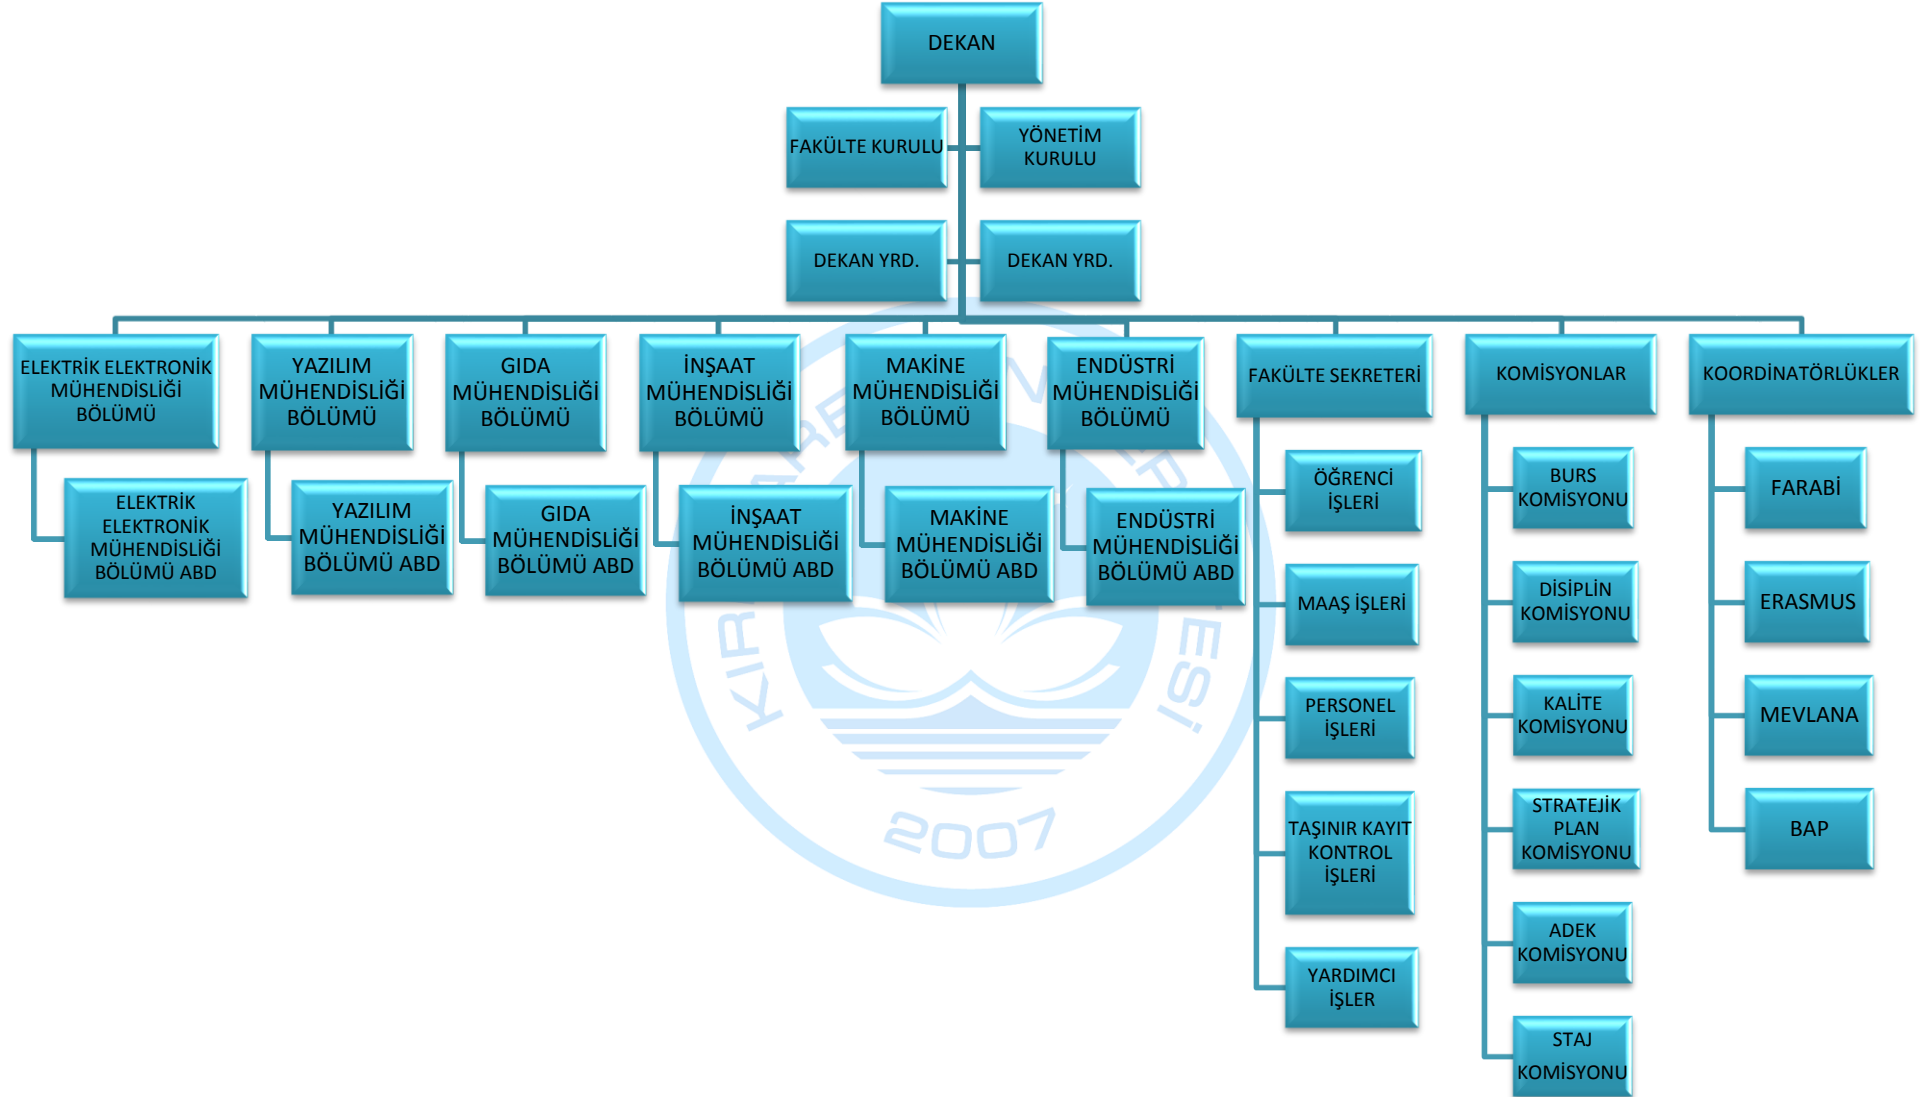 DEKAN
FAKÜLTE KURULU
YÖNETİM
KURULU
DEKAN YRD.
DEKAN YRD.
ELEKTRİK ELEKTRONİK
MÜHENDİSLİĞİ
BÖLÜMÜ
YAZILIM
MÜHENDİSLİĞİ
BÖLÜMÜ
GIDA
MÜHENDİSLİĞİ
BÖLÜMÜ
İNŞAAT
MÜHENDİSLİĞİ
BÖLÜMÜ
MAKİNE
MÜHENDİSLİĞİ
BÖLÜMÜ
ENDÜSTRİ
MÜHENDİSLİĞİ
BÖLÜMÜ
FAKÜLTE SEKRETERİ
KOMİSYONLAR
KOORDİNATÖRLÜKLER
ELEKTRİK
ELEKTRONİK
MÜHENDİSLİĞİ
BÖLÜMÜ ABD
YAZILIM
MÜHENDİSLİĞİ
BÖLÜMÜ ABD
GIDA
MÜHENDİSLİĞİ
BÖLÜMÜ ABD
İNŞAAT
MÜHENDİSLİĞİ
BÖLÜMÜ ABD
MAKİNE
MÜHENDİSLİĞİ
BÖLÜMÜ ABD
ENDÜSTRİ
MÜHENDİSLİĞİ
BÖLÜMÜ ABD
ÖĞRENCİ
İŞLERİ
MAAŞ İŞLERİ
PERSONEL
İŞLERİ
TAŞINIR KAYIT
KONTROL
İŞLERİ
YARDIMCI
İŞLER
BURS
KOMİSYONU
DİSİPLİN
KOMİSYONU
KALİTE
KOMİSYONU
STRATEJİK
PLAN
KOMİSYONU
ADEK
KOMİSYONU
STAJ
KOMİSYONU
FARABİ
ERASMUS
MEVLANA
BAP
2007